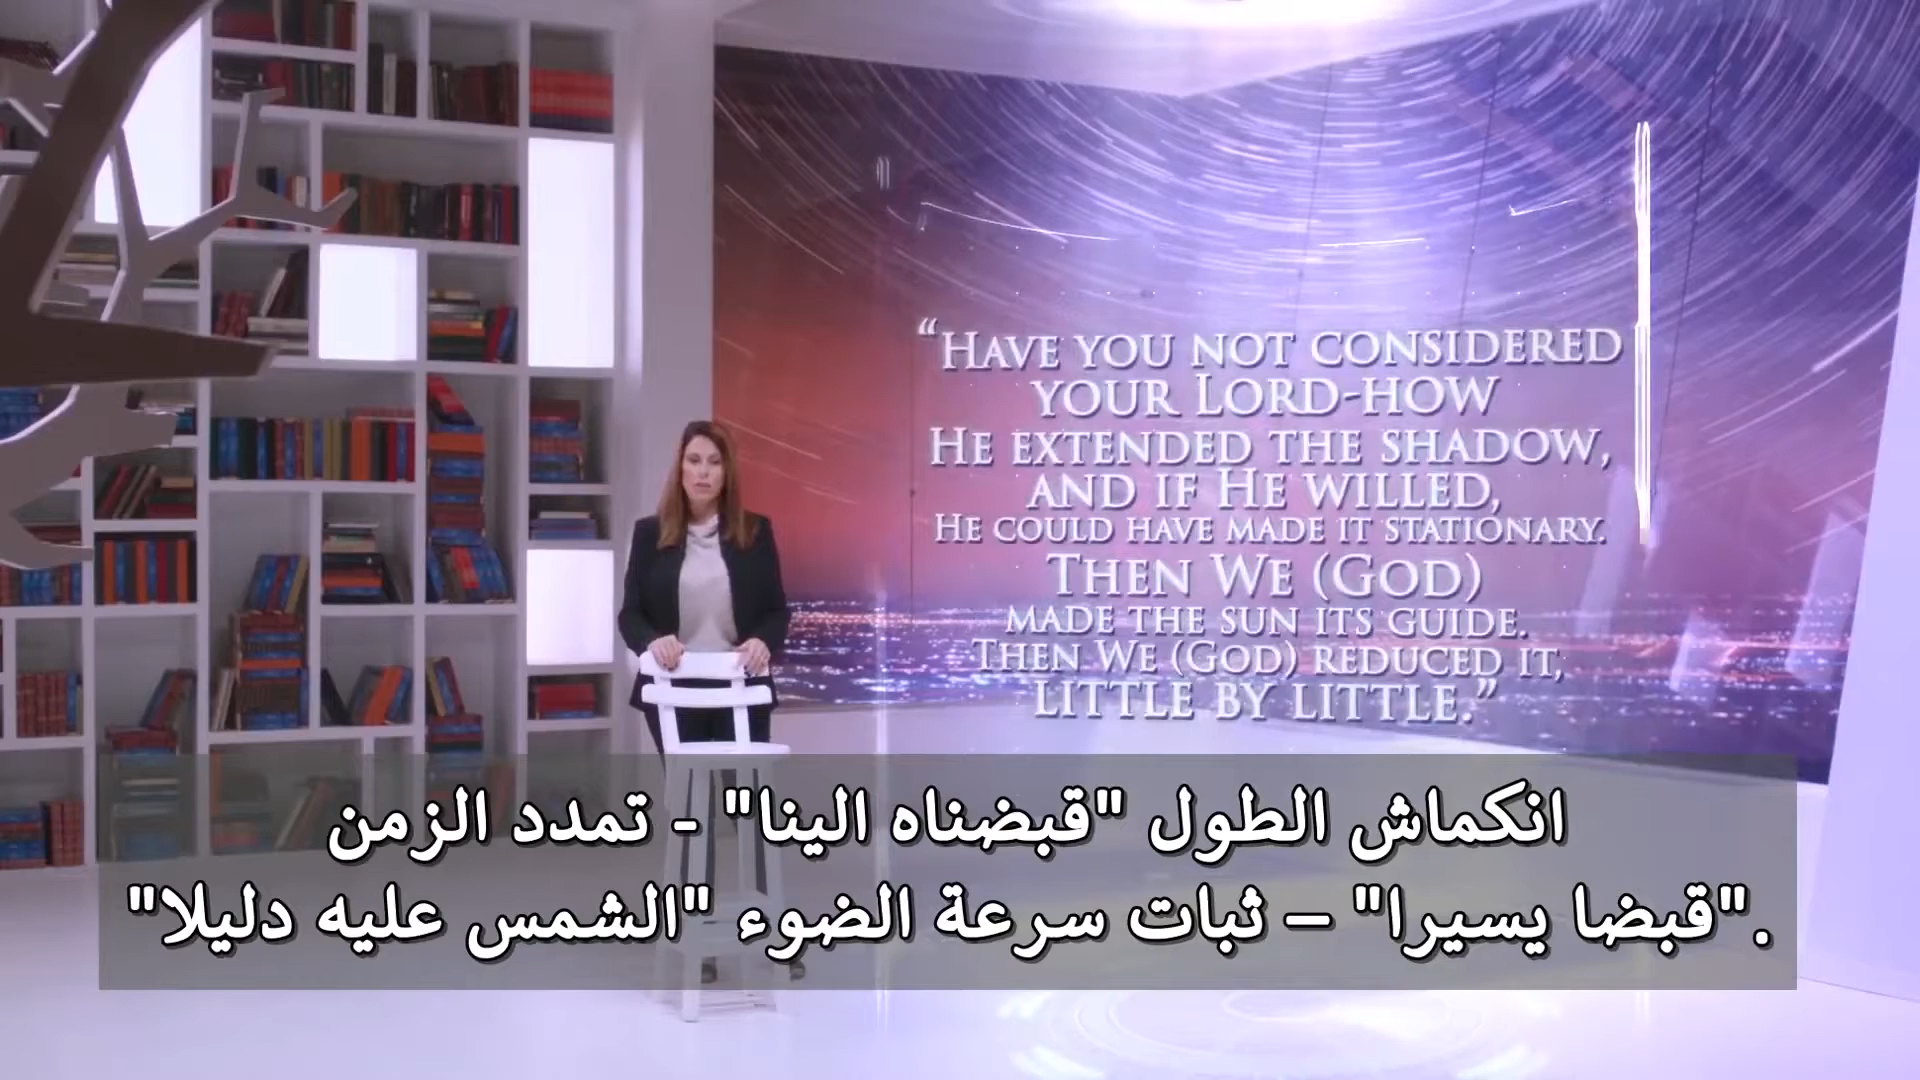 “Have you not considered
your Lord-how
He extended the shadow,
and if He willed,
He could have made it stationary.
Then We (God)
made the sun its guide.
Then We (God) reduced it,
little by little.”
انكماش الطول "قبضناه الينا" - تمدد الزمن
"قبضا يسيرا" – ثبات سرعة الضوء "الشمس عليه دليلا".